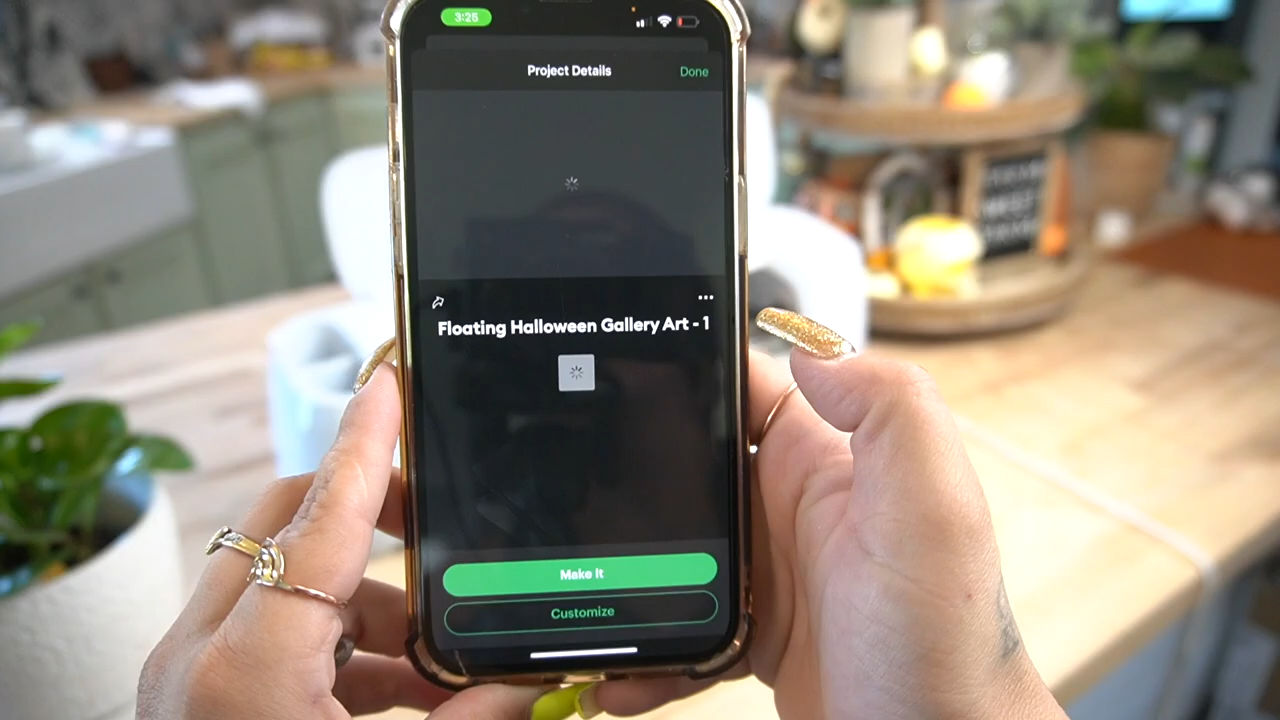 3:25
Project Details
Done
Floating Halloween Gallery Art - 1
Make It
Customize